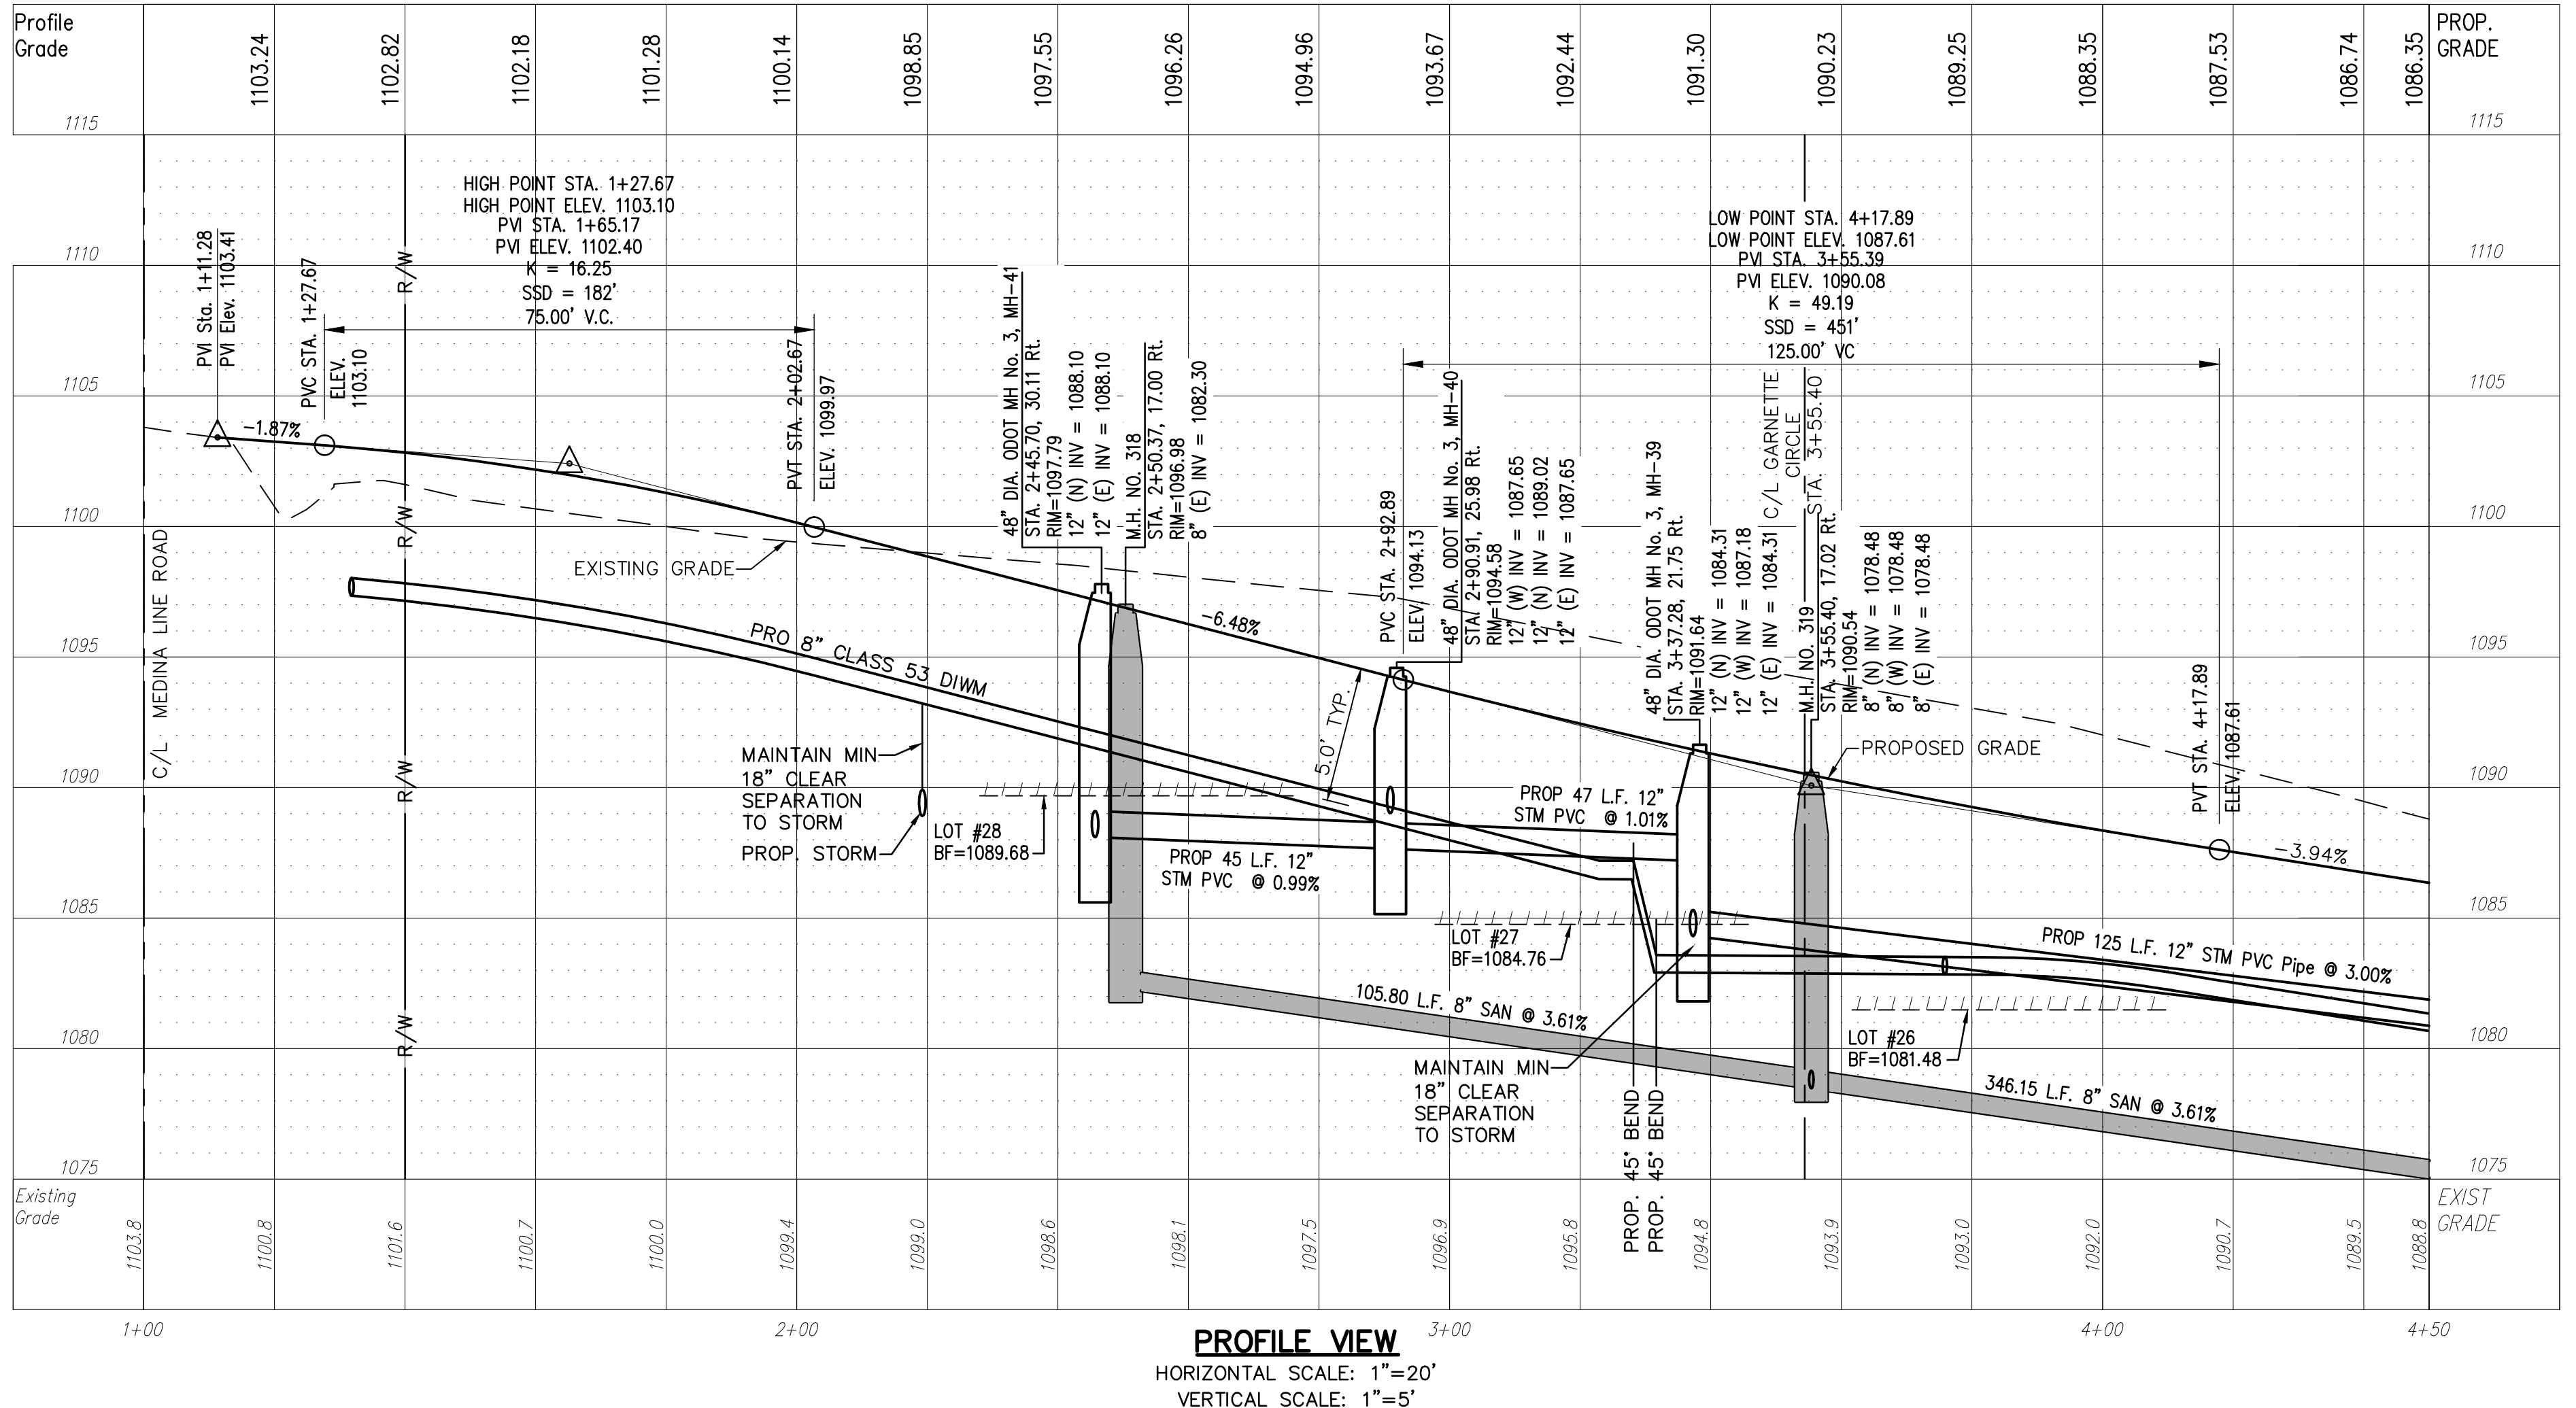 Profile
Grade
1103.24
1102.82
1102.18
1101.28
1100.14
1098.85
1097.55
1096.26
1094.96
1093.67
1092.44
1091.30
1090.23
1089.25
1088.35
1087.53
1086.74
1086.35
PROP.
GRADE
1115
1115
1110
1110
1105
1105
1100
1100
1095
1095
1090
1090
1085
1085
1080
1080
1075
1075
HIGH POINT STA. 1+27.67
HIGH POINT ELEV. 1103.10
PVI STA. 1+65.17
PVI ELEV. 1102.40
K = 16.25
SSD = 182'
75.00' V.C.
LOW POINT STA. 4+17.89
LOW POINT ELEV. 1087.61
PVI STA. 3+55.39
PVI ELEV. 1090.08
K = 49.19
SSD = 451'
125.00' VC
PVI Sta. 1+11.28
PVI Elev. 1103.41
PVC STA. 1+27.67
ELEV.
1103.10
R/W
R/W
R/W
R/W
C/L MEDINA LINE ROAD
-1.87%
PVT STA. 2+02.67
ELEV. 1099.97
EXISTING GRADE
48" DIA. ODOT MH No. 3, MH-41
STA. 2+45.70, 30.11 Rt.
RIM=1097.79
12" (N) INV = 1088.10
12" (E) INV = 1088.10
M.H. NO. 318
STA. 2+50.37, 17.00 Rt.
RIM=1096.98
8" (E) INV = 1082.30
-6.48%
PVC STA. 2+92.89
ELEV. 1094.13
48" DIA. ODOT MH No. 3, MH-40
STA. 2+90.91, 25.98 Rt.
RIM=1094.58
12" (W) INV = 1087.65
12" (N) INV = 1089.02
12" (E) INV = 1087.65
48" DIA. ODOT MH No. 3, MH-39
STA. 3+37.28, 21.75 Rt.
RIM=1091.64
12" (N) INV = 1084.31
12" (W) INV = 1087.18
12" (E) INV = 1084.31
C/L GARNETTE
CIRCLE
STA. 3+55.40
M.H. NO. 3319
STA. 3+55.40, 17.02 Rt.
RIM=1090.54
8" (N) INV = 1078.48
8" (W) INV = 1078.48
8" (E) INV = 1078.48
PVT STA. 4+17.89
ELEV. 1087.61
PROPOSED GRADE
-3.94%
PRO 8" CLASS 53 DIWM
5.0' TYP.
MAINTAIN MIN
18" CLEAR
SEPARATION
TO STORM
PROP. STORM
LOT #28
BF=1089.68
PROP 45 L.F. 12"
STM PVC @ 0.99%
PROP 47 L.F. 12"
STM PVC @ 1.01%
LOT #27
BF=1084.76
PROP 125 L.F. 12" STM PVC Pipe @ 3.00%
105.80 L.F. 8" SAN @ 3.61%
LOT #26
BF=1081.48
MAINTAIN MIN
18" CLEAR
SEPARATION
TO STORM
346.15 L.F. 8" SAN @ 3.61%
PROP. 45° BEND
PROP. 45° BEND
Existing
Grade
1103.8
1100.8
1101.6
1100.7
1100.0
1099.4
1099.0
1098.6
1098.1
1097.5
1096.9
1095.8
1094.8
1093.9
1093.0
1092.0
1090.7
1089.5
1088.8
EXIST
GRADE
1+00
2+00
3+00
4+00
4+50
PROFILE VIEW
HORIZONTAL SCALE: 1"=20'
VERTICAL SCALE: 1"=5'